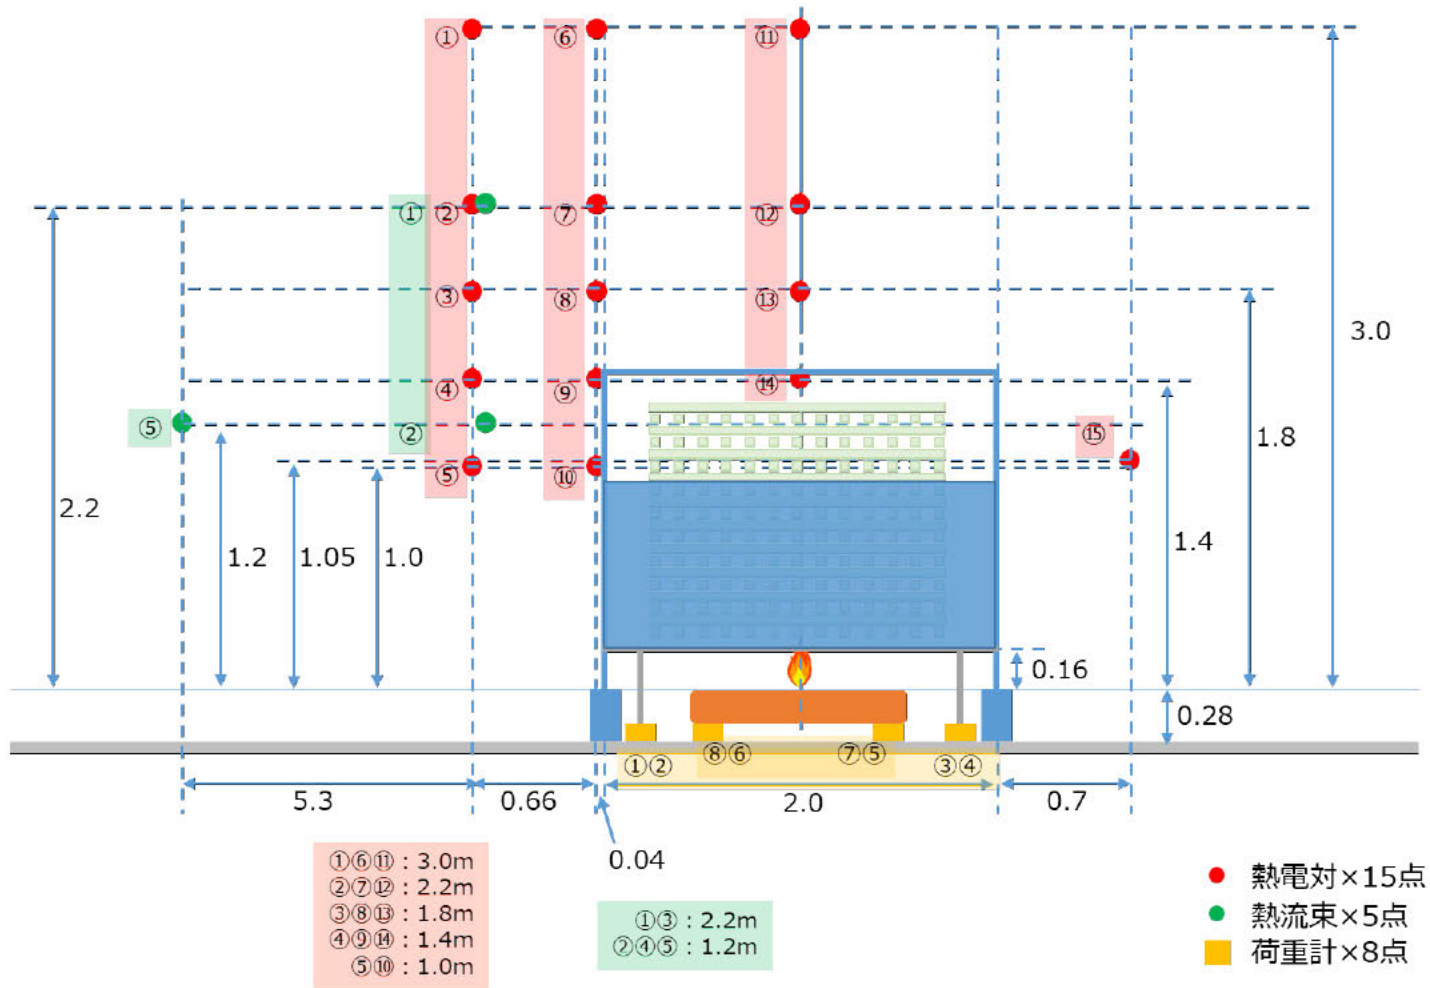 ① ⑥ ⑪
① ② ⑦ ⑫
③ ⑧ ⑬
3.0
④ ⑨ ⑭
⑤ ② ⑮
1.8
⑤ ⑩
2.2
1.2 1.05 1.0
1.4
0.16
0.28
①② ⑧⑥ ⑦⑤ ③④
5.3 0.66 2.0 0.7
0.04
①⑥⑪：3.0m
②⑦⑫：2.2m
③⑧⑬：1.8m
④⑨⑭：1.4m
⑤⑩：1.0m
①③：2.2m
②④⑤：1.2m
熱電対×15点
熱流束×5点
荷重計×8点